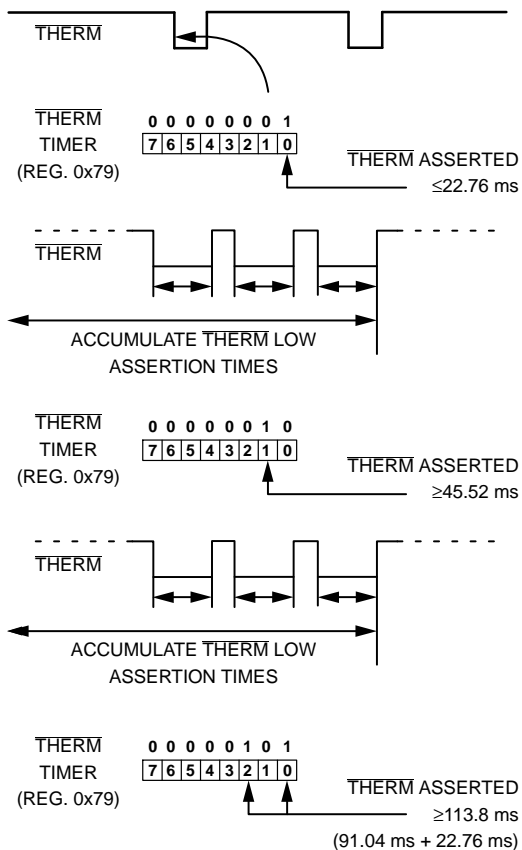 THERM
THERM
TIMER
(REG. 0x79)
0 0 0 0 0 0 0 1
7 6 5 4 3 2 1 0
THERM ASSERTED
≤22.76 ms
THERM
ACCUMULATE THERM LOW
ASSERTION TIMES
THERM
TIMER
(REG. 0x79)
0 0 0 0 0 0 1 0
7 6 5 4 3 2 1 0
THERM ASSERTED
≥45.52 ms
THERM
ACCUMULATE THERM LOW
ASSERTION TIMES
THERM
TIMER
(REG. 0x79)
0 0 0 0 0 1 0 1
7 6 5 4 3 2 1 0
THERM ASSERTED
≥113.8 ms
(91.04 ms + 22.76 ms)